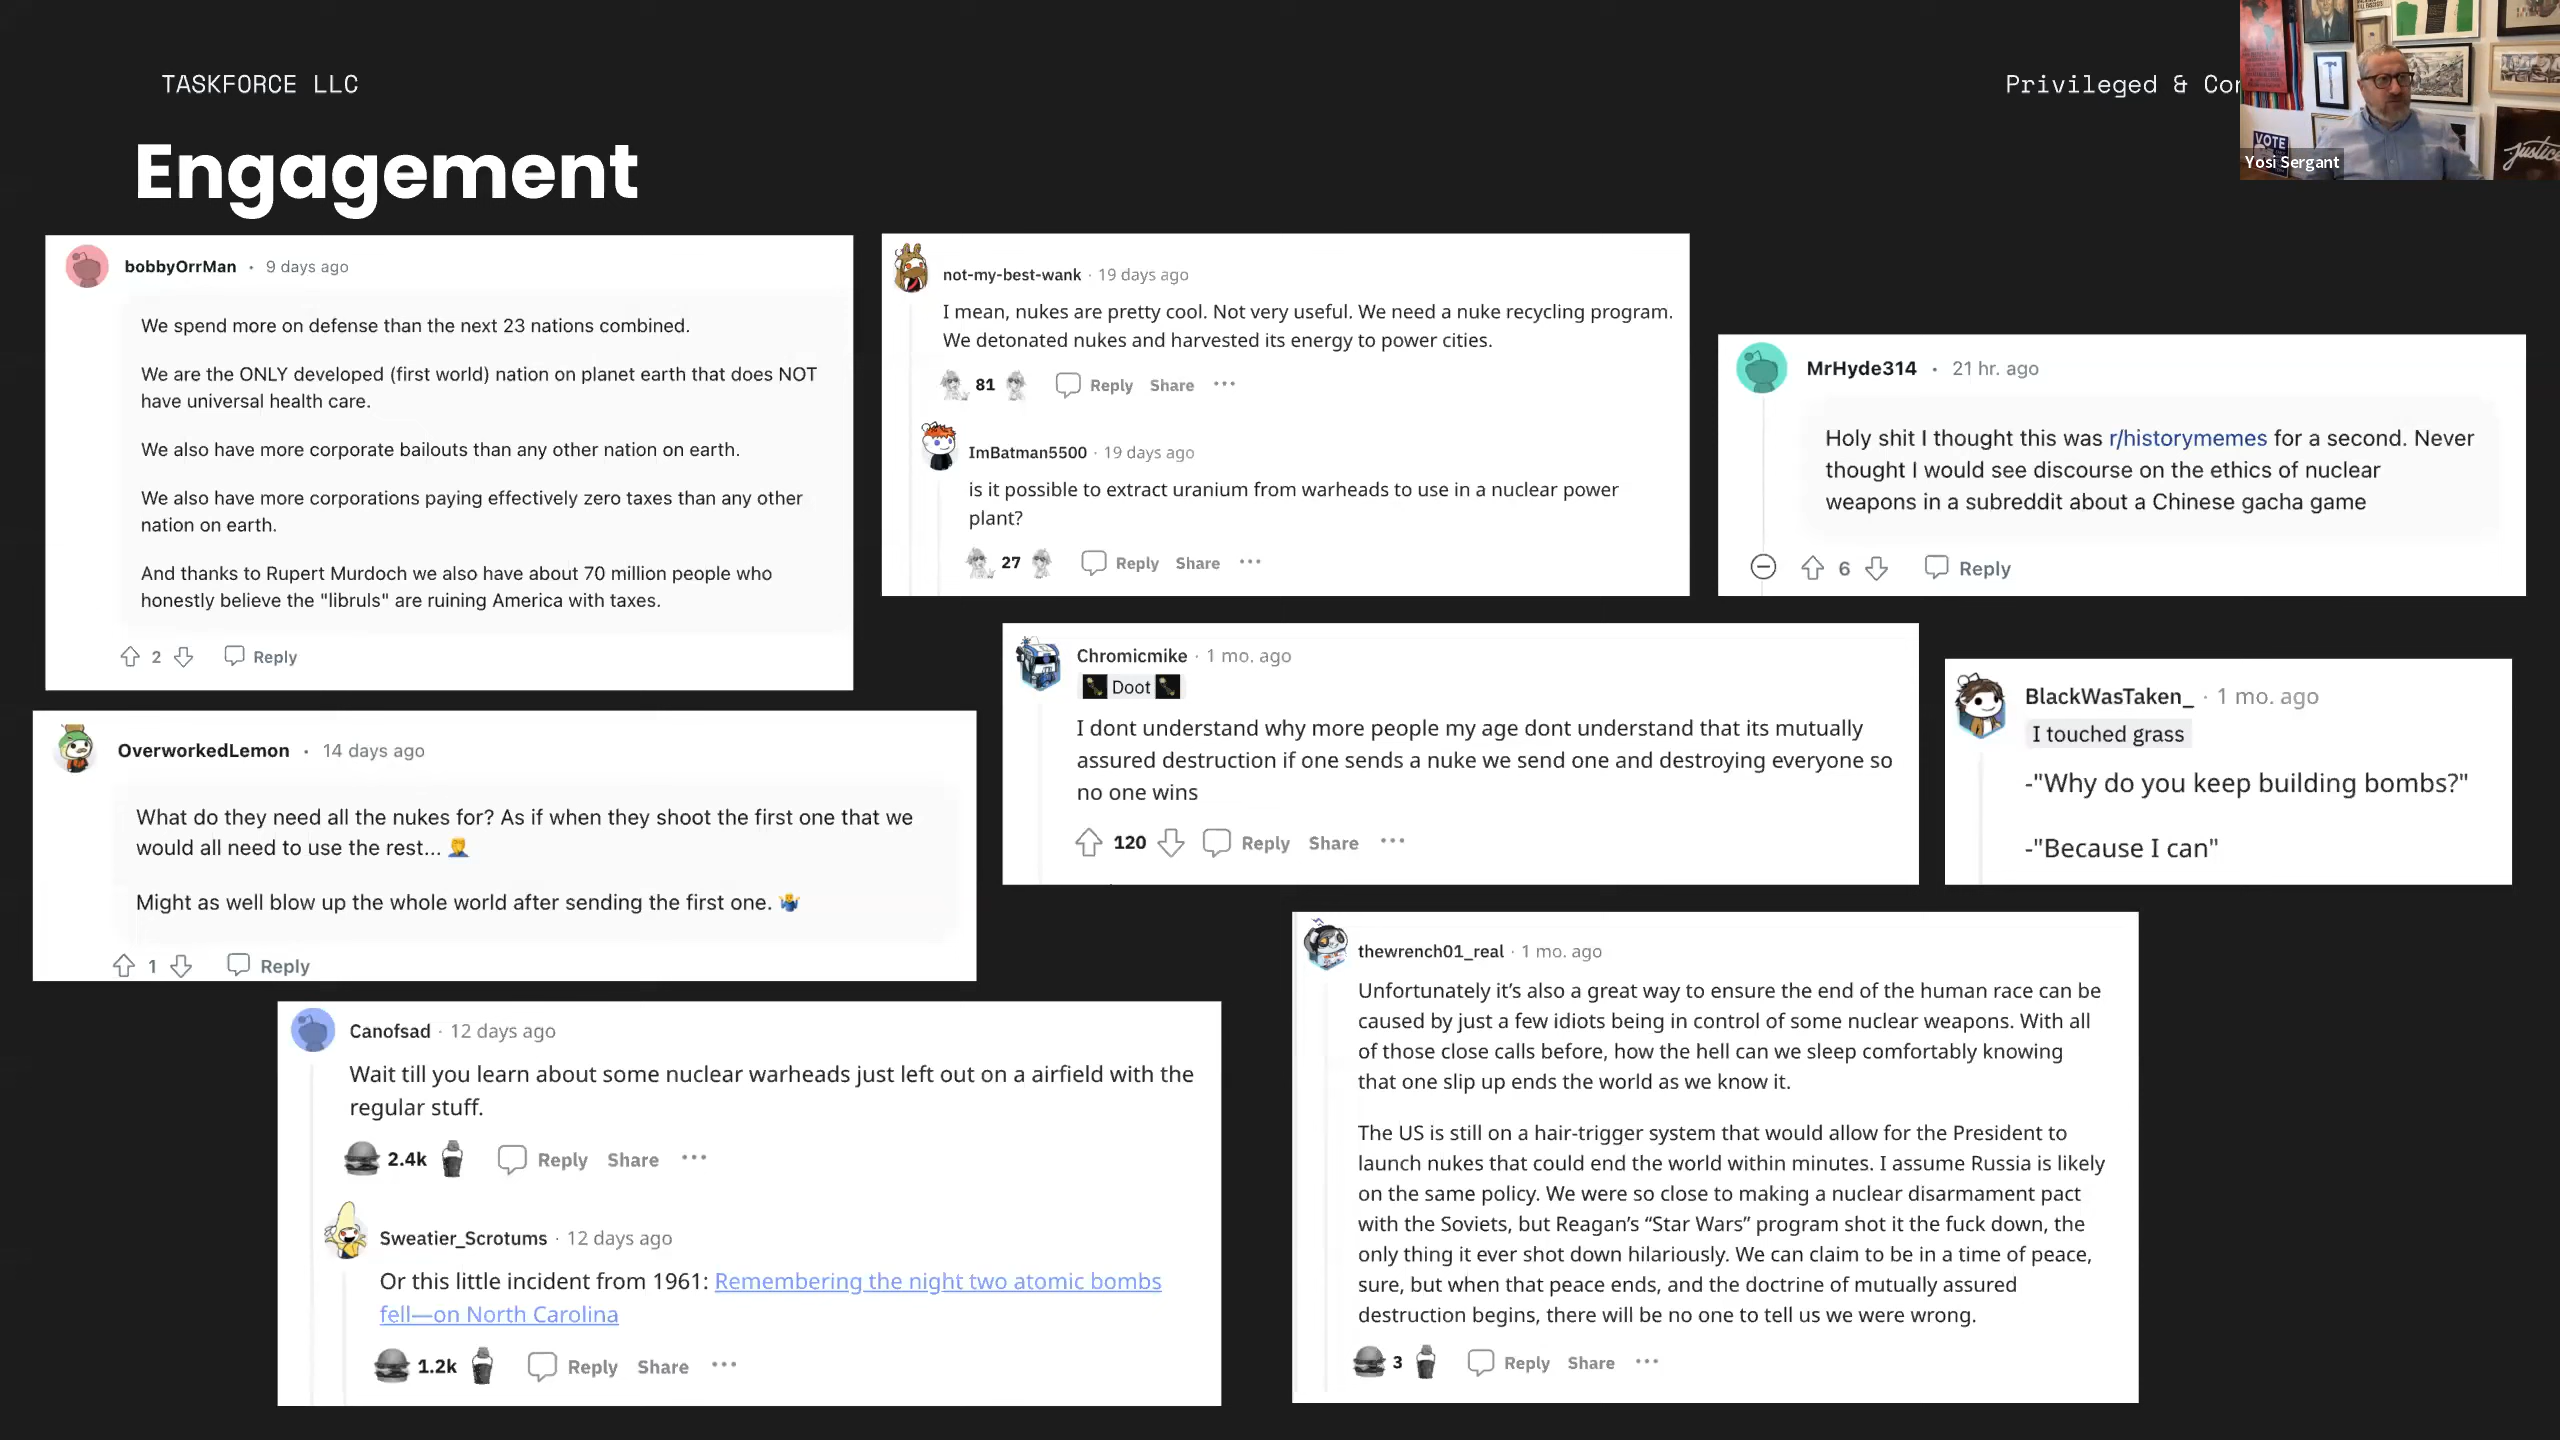 TASKFORCE LLC
Privileged &
Engagement
VOTE
Justice
Yosi Sergant
bobbyOrrMan · 9 days ago
We spend more on defense than the next 23 nations combined.
We are the ONLY developed (first world) nation on planet earth that does NOT
have universal health care.
We also have more corporate bailouts than any other nation on earth.
We also have more corporations paying effectively zero taxes than any other
nation on earth.
And thanks to Rupert Murdoch we also have about 70 million people who
honestly believe the "libruls" are ruining America with taxes.
2 Reply
not-my-best-wank · 19 days ago
I mean, nukes are pretty cool. Not very useful. We need a nuke recycling program.
We detonated nukes and harvested its energy to power cities.
81 Reply Share ···
ImBatman5500 · 19 days ago
is it possible to extract uranium from warheads to use in a nuclear power
plant?
27 Reply Share ···
MrHyde314 · 21 hr. ago
Holy shit I thought this was r/historymemes for a second. Never
thought I would see discourse on the ethics of nuclear
weapons in a subreddit about a Chinese gacha game
6 Reply
Chromicmike · 1 mo. ago
Doot
I dont understand why more people my age dont understand that its mutually
assured destruction if one sends a nuke we send one and destroying everyone so
no one wins
120 Reply Share ···
BlackWasTaken_ · 1 mo. ago
I touched grass
-"Why do you keep building bombs?"
-"Because I can"
OverworkedLemon · 14 days ago
What do they need all the nukes for? As if when they shoot the first one that we
would all need to use the rest... 🤦
Might as well blow up the whole world after sending the first one. 🤷
1 Reply
Canofsad · 12 days ago
Wait till you learn about some nuclear warheads just left out on a airfield with the
regular stuff.
2.4k Reply Share ···
Sweatier_Scrotums · 12 days ago
Or this little incident from 1961: Remembering the night two atomic bombs
fell—on North Carolina
1.2k Reply Share ···
thewrench01_real · 1 mo. ago
Unfortunately it’s also a great way to ensure the end of the human race can be
caused by just a few idiots being in control of some nuclear weapons. With all
of those close calls before, how the hell can we sleep comfortably knowing
that one slip up ends the world as we know it.
The US is still on a hair-trigger system that would allow for the President to
launch nukes that could end the world within minutes. I assume Russia is likely
on the same policy. We were so close to making a nuclear disarmament pact
with the Soviets, but Reagan’s “Star Wars” program shot it the fuck down, the
only thing it ever shot down hilariously. We can claim to be in a time of peace,
sure, but when that peace ends, and the doctrine of mutually assured
destruction begins, there will be no one to tell us we were wrong.
3 Reply Share ···